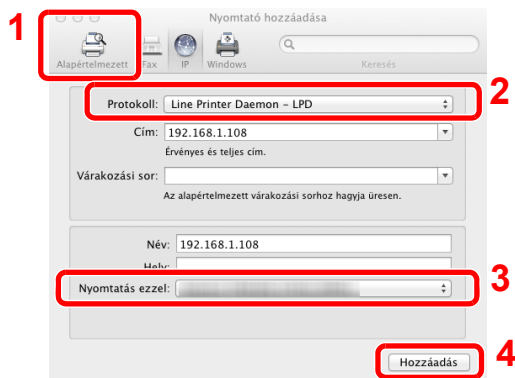 Nyomtató hozzáadása
1
Alapértelmezett Fax IP Windows Keresés
2
Protokoll: Line Printer Daemon – LPD
Cím: 192.168.1.108
Érvényes és teljes cím.
Várakozási sor:
Az alapértelmezett várakozási sorhoz hagyja üresen.
Név: 192.168.1.108
Hely:
3
Nyomtatás ezzel:
4
Hozzáadás